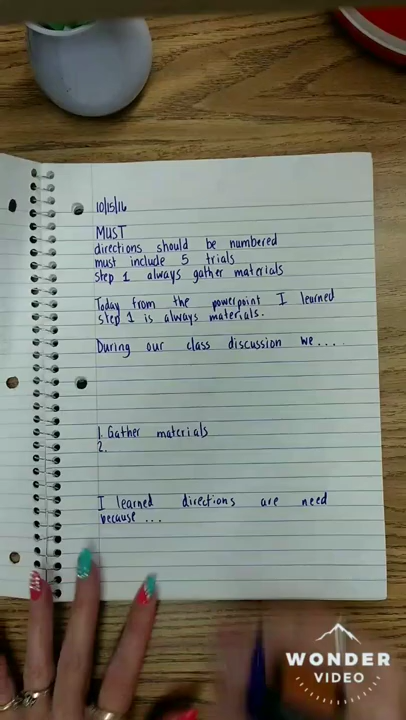 10/15/16
MUST
directions should be numbered
must include 5 trials
step 1 always gather materials
Today from the powerpoint I learned
step 1 is always materials.
During our class discussion we....
1. Gather materials
2.
I learned directions are need
because ...
WONDER
VIDEO